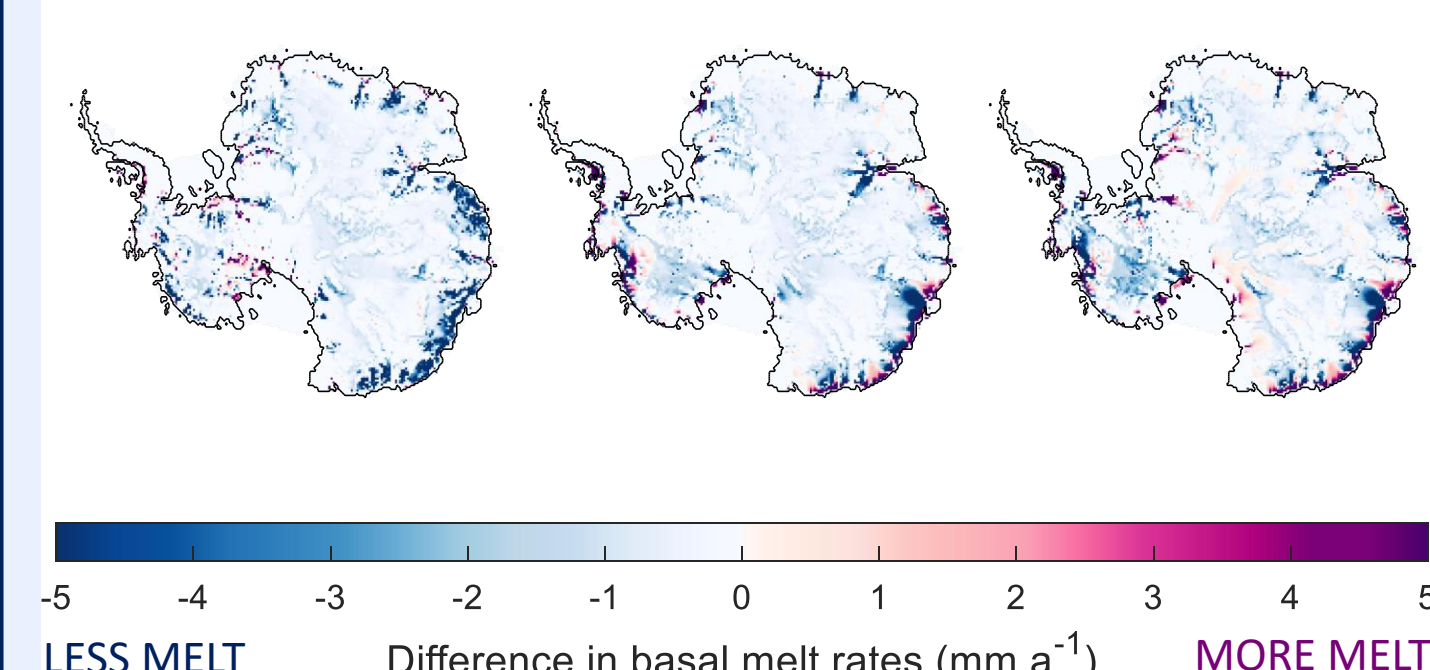 -5 -4 -3 -2 -1 0 1 2 3 4 5
LESS MELT Difference in basal melt rates (mm a⁻¹) MORE MELT